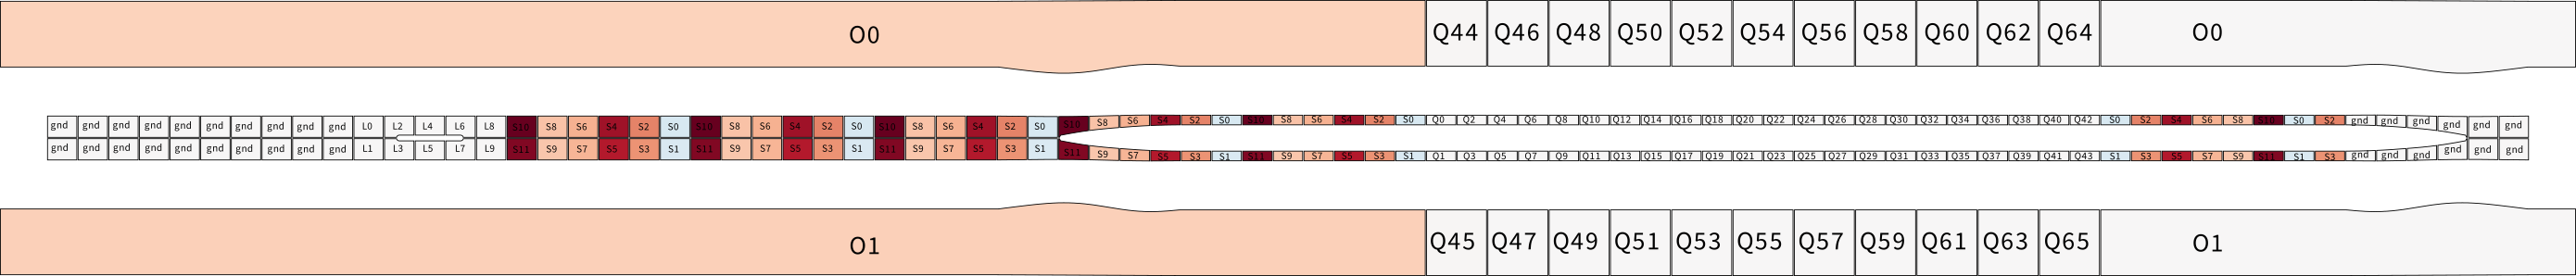 O0 Q44 Q46 Q48 Q50 Q52 Q54 Q56 Q58 Q60 Q62 Q64 O0
gnd gnd gnd gnd gnd gnd gnd gnd gnd gnd L0 L2 L4 L6 L8 S10 S8 S6 S4 S2 S0 S10 S8 S6 S4 S2 S0 S10 S8 S6 S4 S2 S0 S10 S8 S6 S4 S2 S0 S10 S8 S6 S4 S2 S0 Q0 Q2 Q4 Q6 Q8 Q10 Q12 Q14 Q16 Q18 Q20 Q22 Q24 Q26 Q28 Q30 Q32 Q34 Q36 Q38 Q40 Q42 S0 S2 S4 S6 S8 S10 S0 S2 gnd gnd gnd gnd gnd gnd
gnd gnd gnd gnd gnd gnd gnd gnd gnd gnd L1 L3 L5 L7 L9 S11 S9 S7 S5 S3 S1 S11 S9 S7 S5 S3 S1 S11 S9 S7 S5 S3 S1 S11 S9 S7 S5 S3 S1 S11 S9 S7 S5 S3 S1 Q1 Q3 Q5 Q7 Q9 Q11 Q13 Q15 Q17 Q19 Q21 Q23 Q25 Q27 Q29 Q31 Q33 Q35 Q37 Q39 Q41 Q43 S1 S3 S5 S7 S9 S11 S1 S3 gnd gnd gnd gnd gnd gnd
O1 Q45 Q47 Q49 Q51 Q53 Q55 Q57 Q59 Q61 Q63 Q65 O1